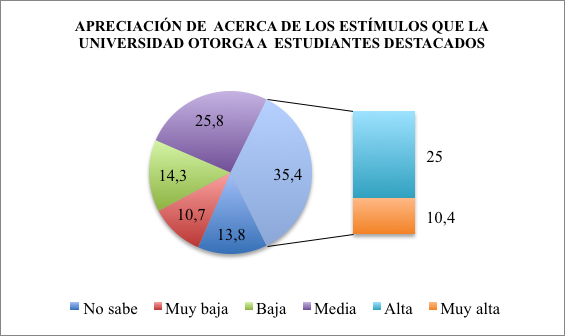 APRECIACIÓN DE ACERCA DE LOS ESTÍMULOS QUE LA
UNIVERSIDAD OTORGA A ESTUDIANTES DESTACADOS
25,8
35,4
14,3
10,7
13,8
25
10,4
No sabe
Muy baja
Baja
Media
Alta
Muy alta